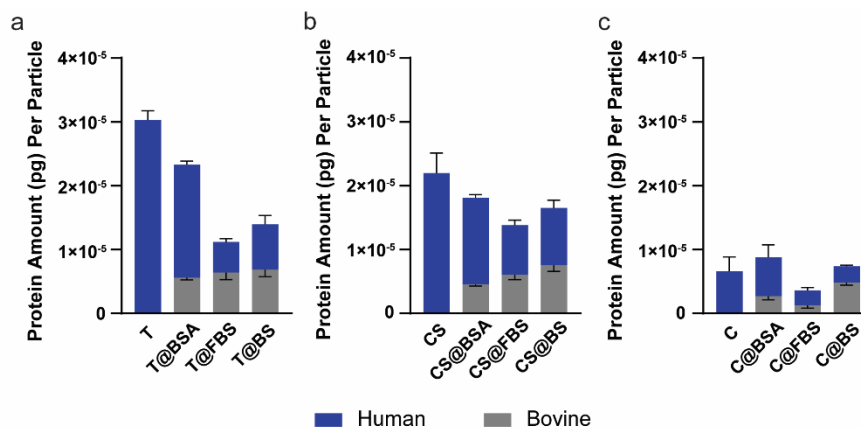 a
Protein Amount (pg) Per Particle
4×10⁻⁵
3×10⁻⁵
2×10⁻⁵
1×10⁻⁵
0
T
T@BSA
T@FBS
T@BS
b
Protein Amount (pg) Per Particle
4×10⁻⁵
3×10⁻⁵
2×10⁻⁵
1×10⁻⁵
0
CS
CS@BSA
CS@FBS
CS@BS
c
Protein Amount (pg) Per Particle
4×10⁻⁵
3×10⁻⁵
2×10⁻⁵
1×10⁻⁵
0
C
C@BSA
C@FBS
C@BS
Human
Bovine